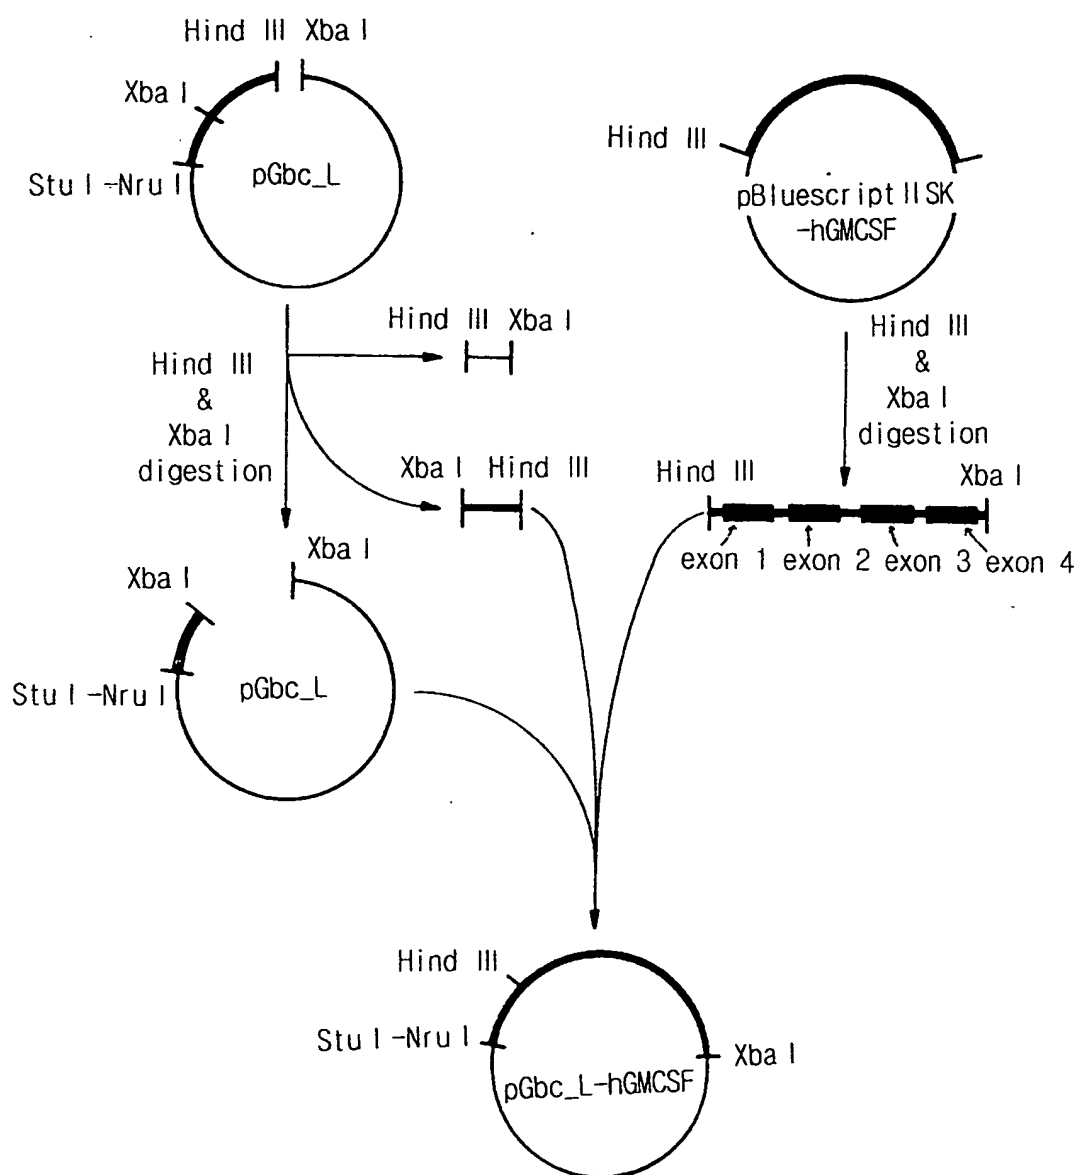 Hind III Xba I
Xba I
Stu I-Nru I
pGbc_L
Hind III
pBluescript II SK
-hGMCSF
Hind III
&
Xba I
digestion
Hind III Xba I
Xba I Hind III
Hind III
&
Xba I
digestion
Hind III
Xba I
exon 1 exon 2 exon 3 exon 4
Xba I
Xba I
Stu I-Nru I
pGbc_L
Hind III
Stu I-Nru I
Xba I
pGbc_L-hGMCSF